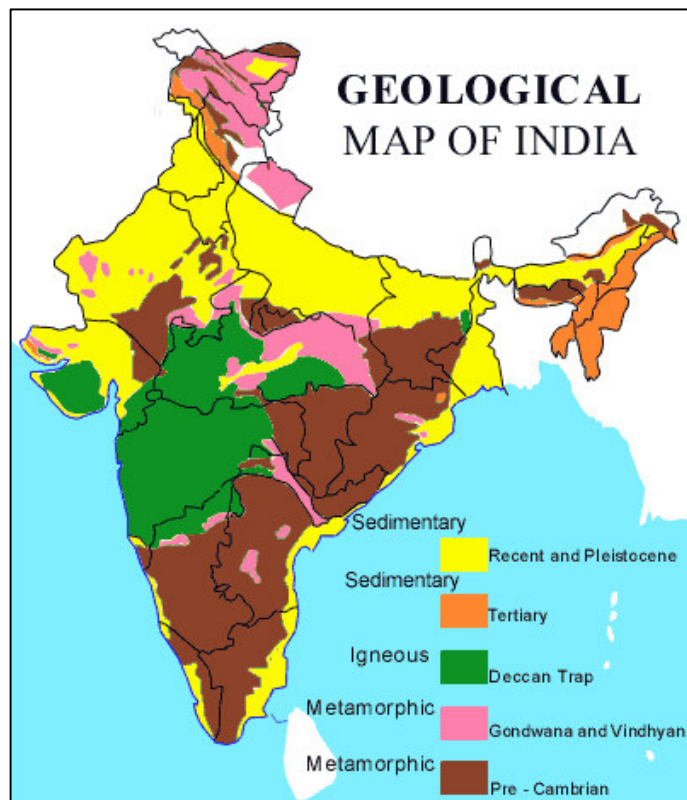 GEOLOGICAL
MAP OF INDIA
Sedimentary
Recent and Pleistocene
Sedimentary
Tertiary
Igneous
Deccan Trap
Metamorphic
Gondwana and Vindhyan
Metamorphic
Pre - Cambrian